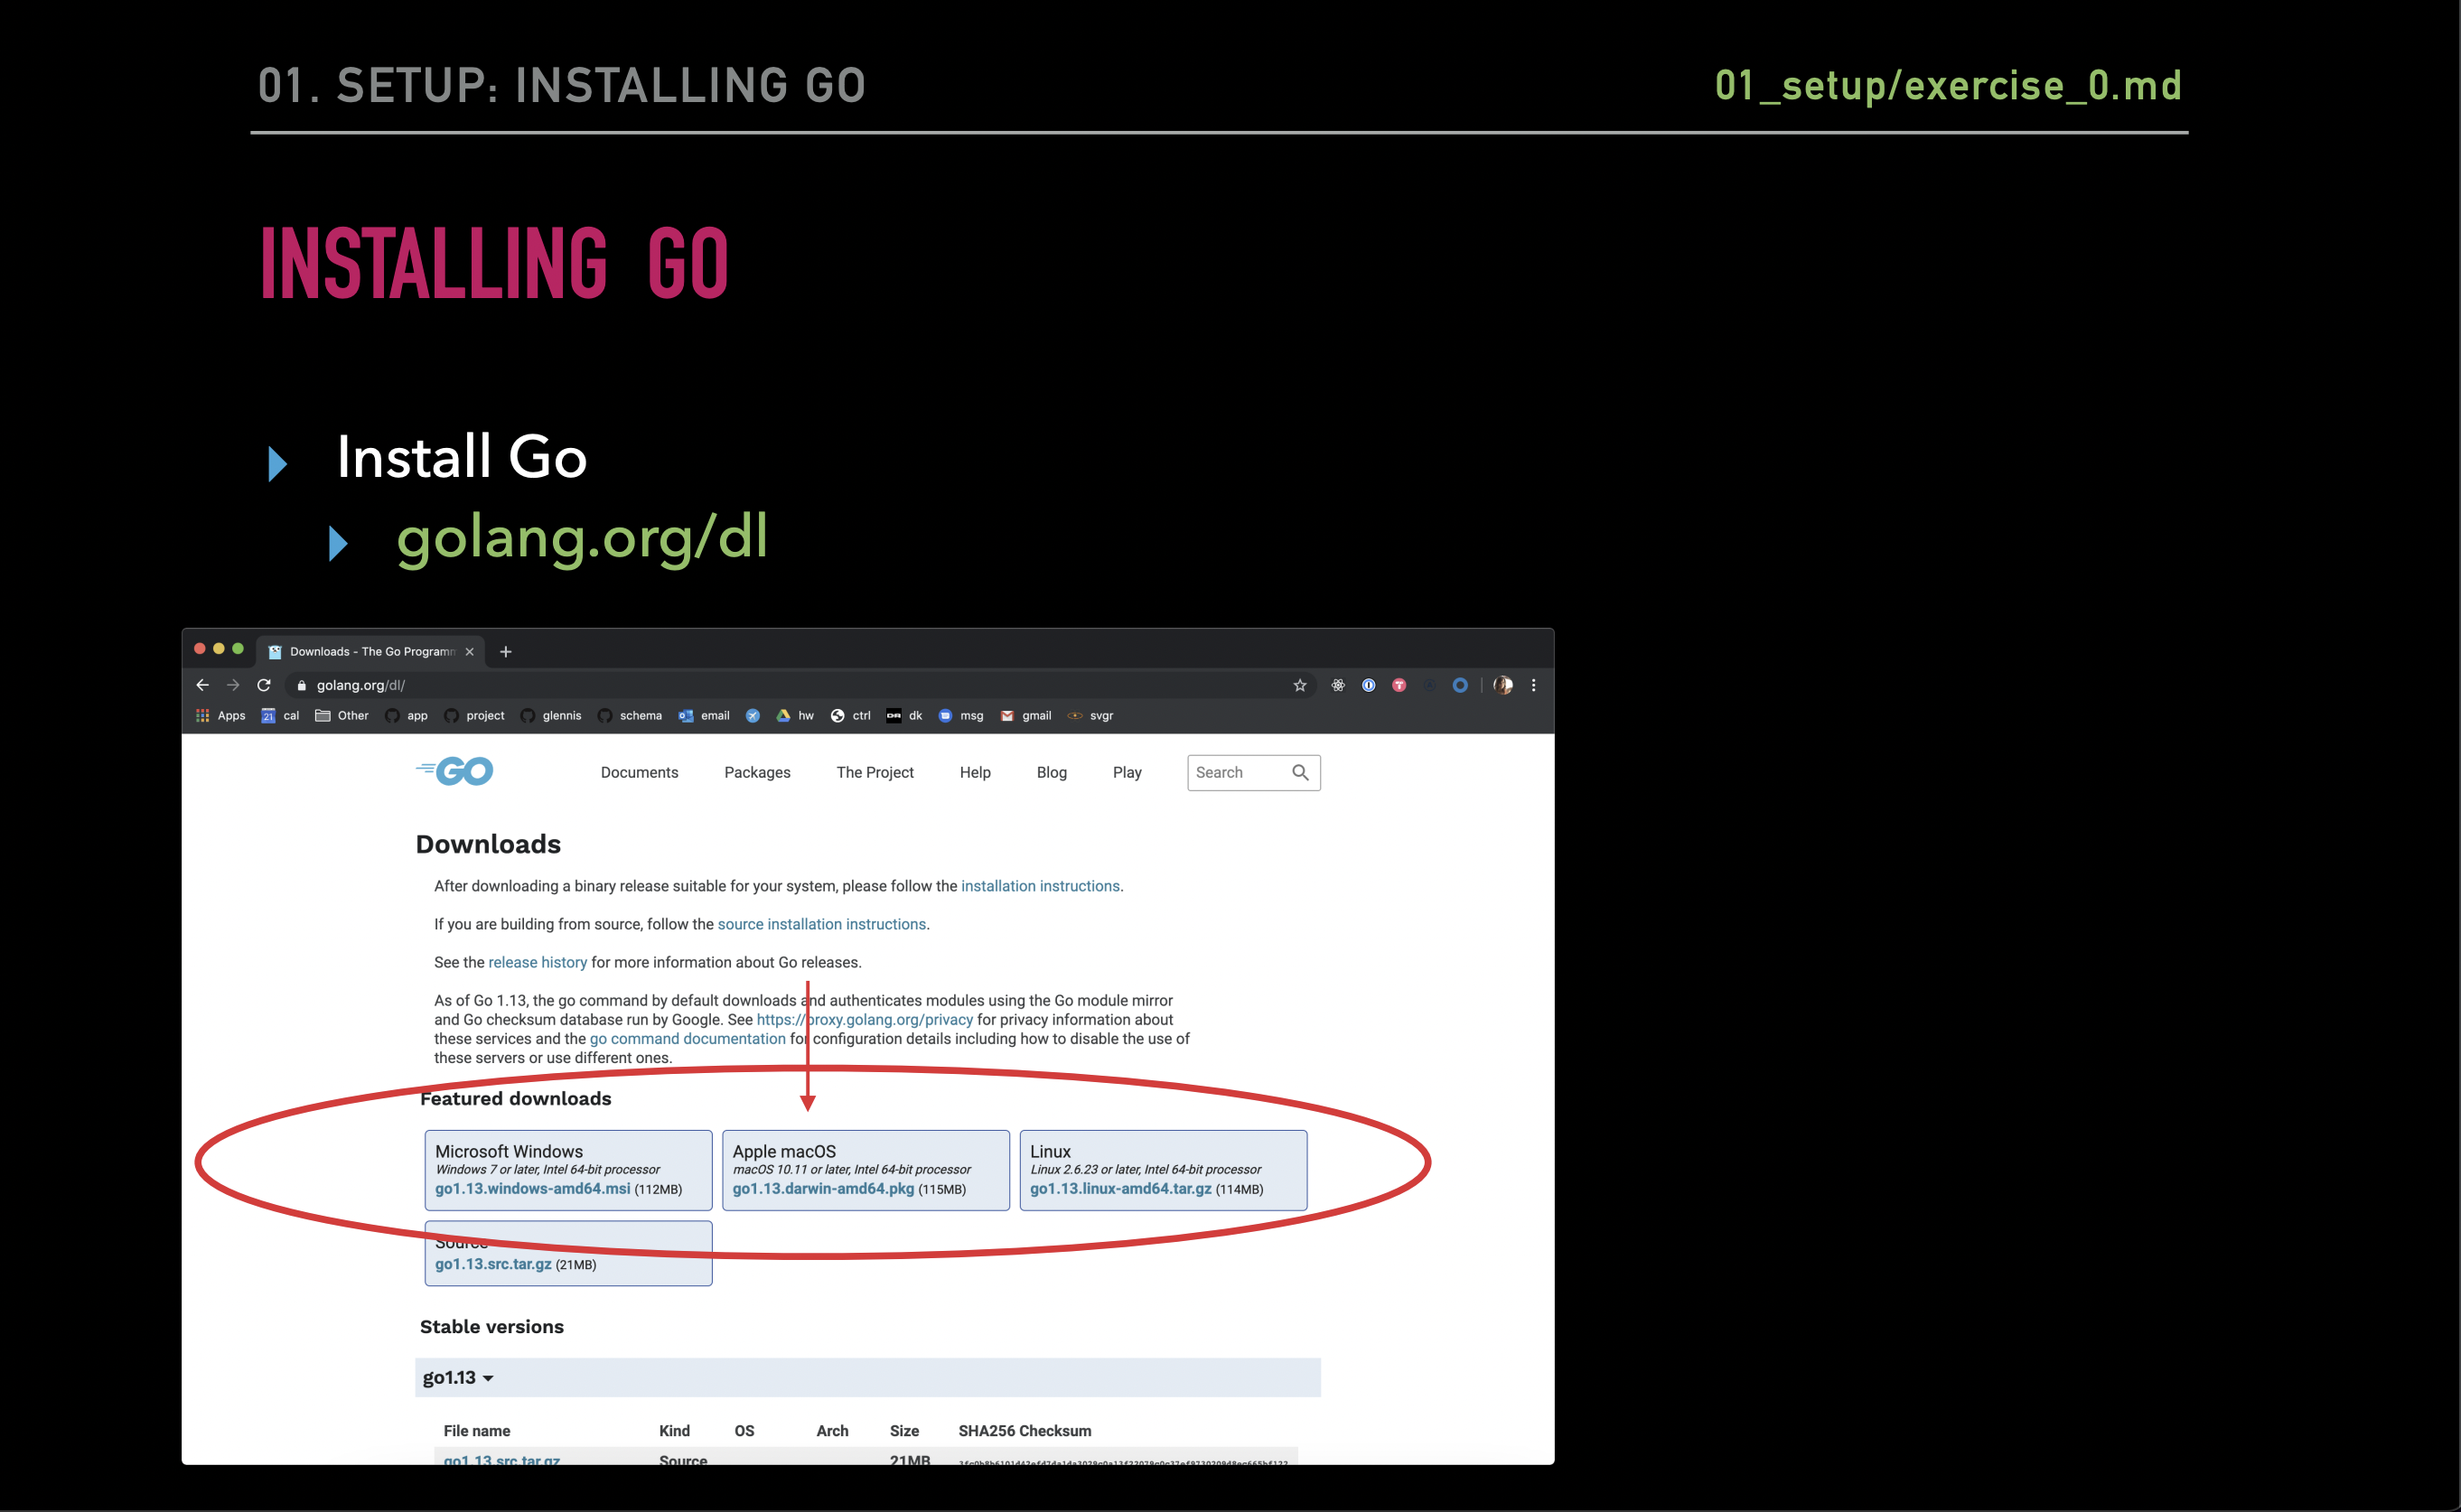 01. SETUP: INSTALLING GO
01_setup/exercise_0.md
INSTALLING GO
Install Go
golang.org/dl
Downloads - The Go Programm
golang.org/dl/
Apps 21 cal Other app project glennis schema email hw ctrl DR dk msg gmail svgr
GO
Documents Packages The Project Help Blog Play Search
Downloads
After downloading a binary release suitable for your system, please follow the installation instructions.
If you are building from source, follow the source installation instructions.
See the release history for more information about Go releases.
As of Go 1.13, the go command by default downloads and authenticates modules using the Go module mirror
and Go checksum database run by Google. See https://proxy.golang.org/privacy for privacy information about
these services and the go command documentation for configuration details including how to disable the use of
these servers or use different ones.
Featured downloads
Microsoft Windows
Windows 7 or later, Intel 64-bit processor
go1.13.windows-amd64.msi (112MB)
Apple macOS
macOS 10.11 or later, Intel 64-bit processor
go1.13.darwin-amd64.pkg (115MB)
Linux
Linux 2.6.23 or later, Intel 64-bit processor
go1.13.linux-amd64.tar.gz (114MB)
Source
go1.13.src.tar.gz (21MB)
Stable versions
go1.13
File name Kind OS Arch Size SHA256 Checksum
go1.13.src.tar.gz Source 21MB